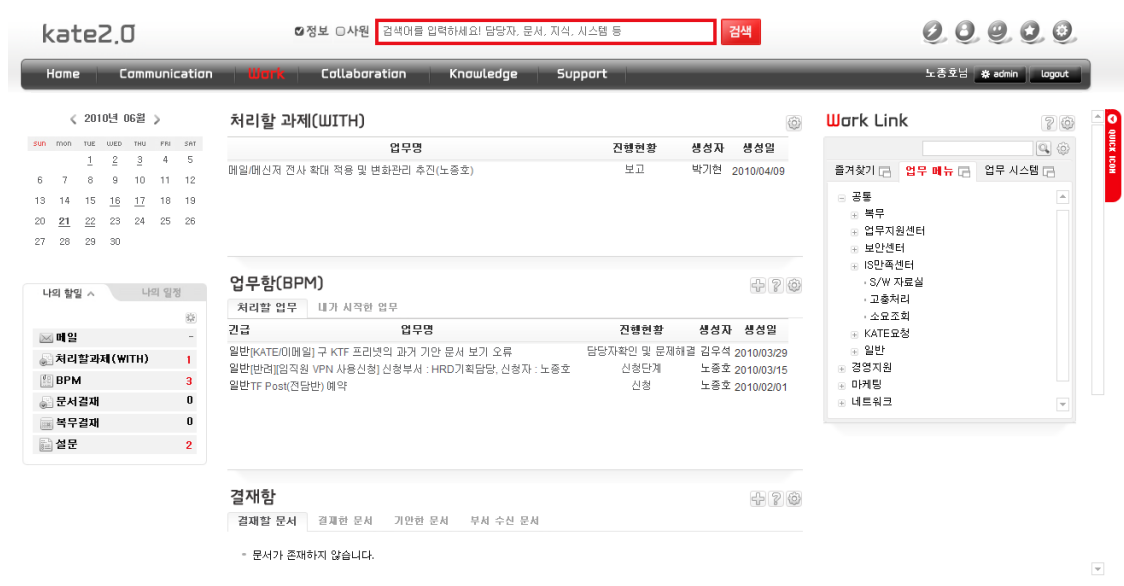 kate2.0
정보 사원 검색어를 입력하세요! 담당자, 문서, 지식, 시스템 등 검색
Home Communication Work Collaboration Knowledge Support 노종호님 admin logout
2010년 06월
sun mon TUE WED THU FRI SAT
1 2 3 4 5
6 7 8 9 10 11 12
13 14 15 16 17 18 19
20 21 22 23 24 25 26
27 28 29 30
나의 할일 나의 일정
메일 -
처리할과제(WITH) 1
BPM 3
문서결재 0
복무결재 0
설문 2
처리할 과제(WITH)
업무명 진행현황 생성자 생성일
메일/메신저 전사 확대 적용 및 변화관리 추진(노종호) 보고 박기현 2010/04/09
업무함(BPM)
처리할 업무 내가 시작한 업무
긴급 업무명 진행현황 생성자 생성일
일반[KATE/이메일] 구 KTF 프리넷의 과거 기안 문서 보기 오류 담당자확인 및 문제해결 김우석 2010/03/29
일반[반려][임직원 VPN 사용신청] 신청부서 : HRD기획담당, 신청자 : 노종호 신청단계 노종호 2010/03/15
일반TF Post(전담반) 예약 신청 노종호 2010/02/01
결재함
결재할 문서 결재한 문서 기안한 문서 부서 수신 문서
- 문서가 존재하지 않습니다.
Work Link
즐겨찾기 업무 메뉴 업무 시스템
공통
복무
업무지원센터
보안센터
IS만족센터
S/W 자료실
고충처리
소요조회
KATE요청
일반
경영지원
마케팅
네트워크
QUICK ICON